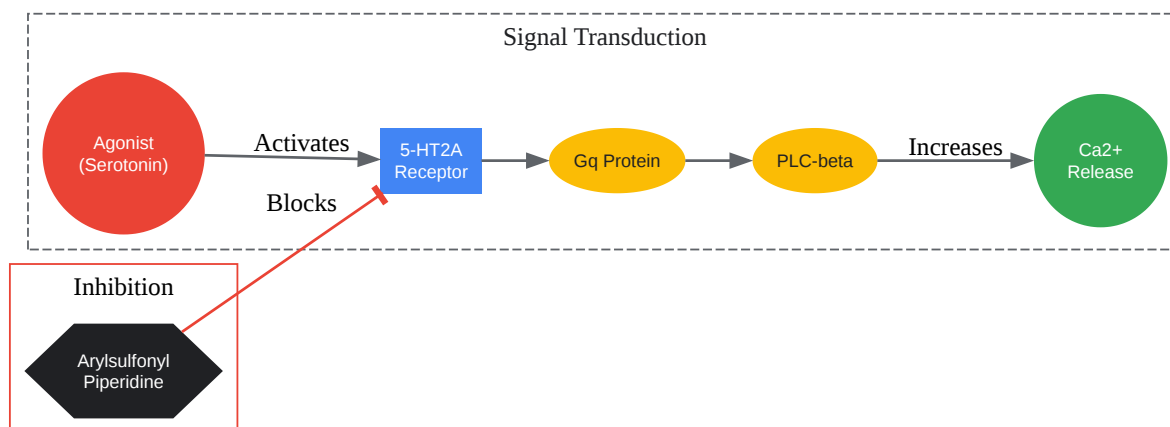 Signal Transduction
Agonist
(Serotonin)
Activates
5-HT2A
Receptor
Gq Protein
PLC-beta
Increases
Ca2+
Release
Blocks
Inhibition
Arylsulfonyl
Piperidine